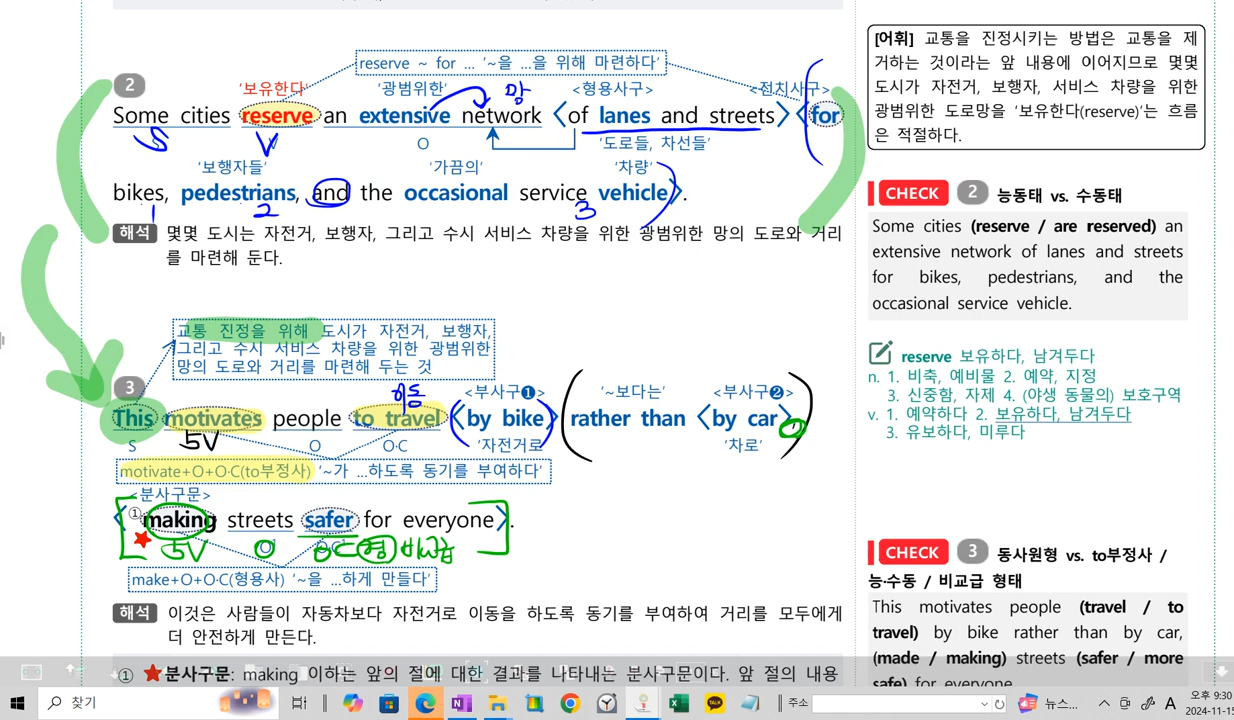 reserve ~ for ... '~을 ...을 위해 마련하다'
2
'보유한다' '광범위한' 망 <형용사구> <전치사구>
Some cities reserve an extensive network <of lanes and streets> <for
S V O '도로들, 차선들'
'보행자들' '가끔의' '차량'
bikes, pedestrians, and the occasional service vehicle>.
1 2 3
해석 몇몇 도시는 자전거, 보행자, 그리고 수시 서비스 차량을 위한 광범위한 망의 도로와 거리
를 마련해 둔다.
교통 진정을 위해 도시가 자전거, 보행자,
그리고 수시 서비스 차량을 위한 광범위한
망의 도로와 거리를 마련해 두는 것
3
이동 <부사구❶> '~보다는' <부사구❷>
This motivates people to travel <by bike> rather than <by car>,
S 5V O O·C '자전거로' '차로'
motivate+O+O·C(to부정사) '~가 ...하도록 동기를 부여하다'
<분사구문>
<①making streets safer for everyone>.
★ 5V O OC 형 비교급
make+O+O·C(형용사) '~을 ...하게 만들다'
해석 이것은 사람들이 자동차보다 자전거로 이동을 하도록 동기를 부여하여 거리를 모두에게
더 안전하게 만든다.
① ★분사구문: making 이하는 앞의 절에 대한 결과를 나타내는 분사구문이다. 앞 절의 내용
[어휘] 교통을 진정시키는 방법은 교통을 제
거하는 것이라는 앞 내용에 이어지므로 몇몇
도시가 자전거, 보행자, 서비스 차량을 위한
광범위한 도로망을 '보유한다(reserve)'는 흐름
은 적절하다.
CHECK 2 능동태 vs. 수동태
Some cities (reserve / are reserved) an
extensive network of lanes and streets
for bikes, pedestrians, and the
occasional service vehicle.
reserve 보유하다, 남겨두다
n. 1. 비축, 예비물 2. 예약, 지정
3. 신중함, 자제 4. (야생 동물의) 보호구역
v. 1. 예약하다 2. 보유하다, 남겨두다
3. 유보하다, 미루다
CHECK 3 동사원형 vs. to부정사 /
능·수동 / 비교급 형태
This motivates people (travel / to
travel) by bike rather than by car,
(made / making) streets (safer / more
safe) for everyone.
찾기
주소
뉴스...
A
오후 9:30
2024-11-15